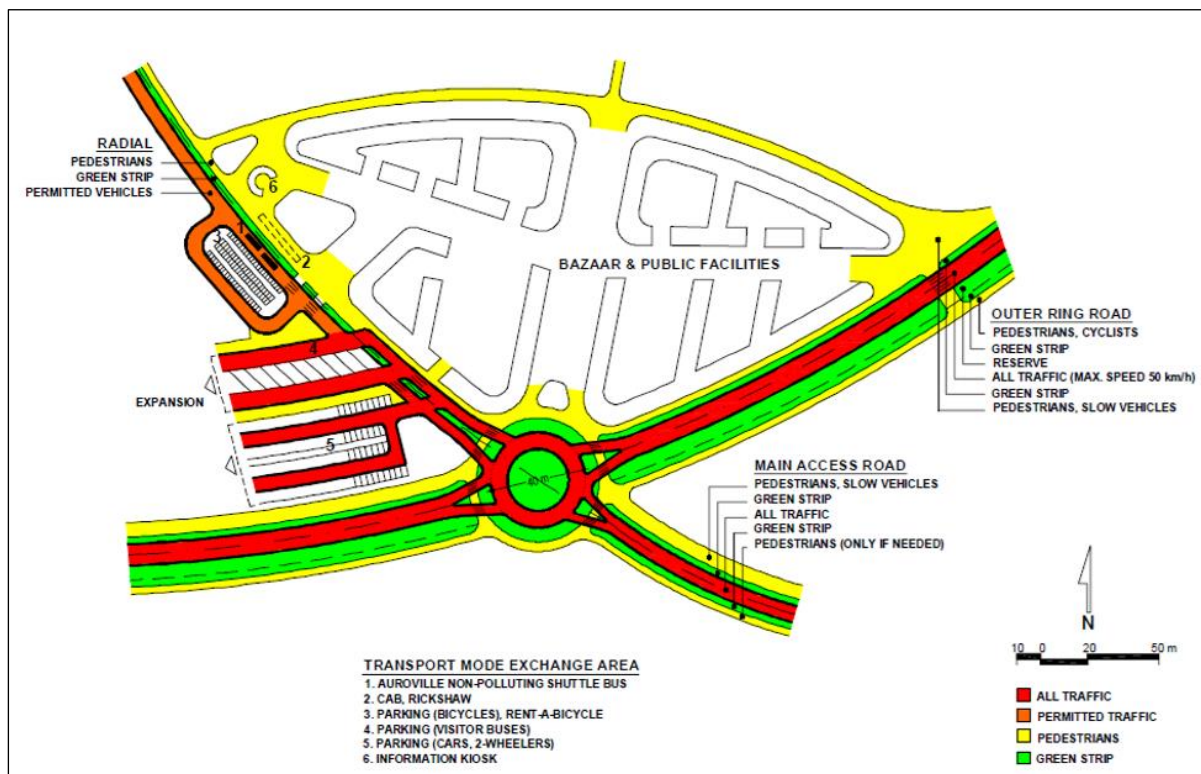 RADIAL
PEDESTRIANS
GREEN STRIP
PERMITTED VEHICLES
6
1
2
3
BAZAAR & PUBLIC FACILITIES
4
EXPANSION
5
60 m
OUTER RING ROAD
PEDESTRIANS, CYCLISTS
GREEN STRIP
RESERVE
ALL TRAFFIC (MAX. SPEED 50 km/h)
GREEN STRIP
PEDESTRIANS, SLOW VEHICLES
MAIN ACCESS ROAD
PEDESTRIANS, SLOW VEHICLES
GREEN STRIP
ALL TRAFFIC
GREEN STRIP
PEDESTRIANS (ONLY IF NEEDED)
N
10 0 20 50 m
TRANSPORT MODE EXCHANGE AREA
1. AUROVILLE NON-POLLUTING SHUTTLE BUS
2. CAB, RICKSHAW
3. PARKING (BICYCLES), RENT-A-BICYCLE
4. PARKING (VISITOR BUSES)
5. PARKING (CARS, 2-WHEELERS)
6. INFORMATION KIOSK
ALL TRAFFIC
PERMITTED TRAFFIC
PEDESTRIANS
GREEN STRIP